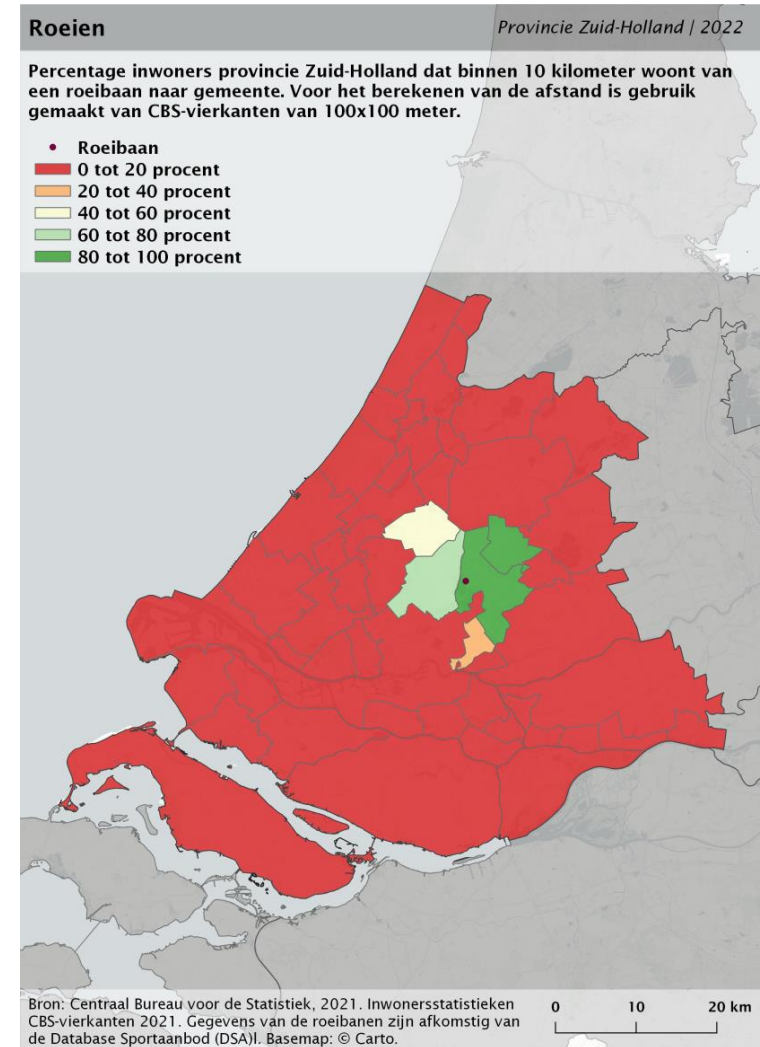 Roeien
Provincie Zuid-Holland | 2022
Percentage inwoners provincie Zuid-Holland dat binnen 10 kilometer woont van
een roeibaan naar gemeente. Voor het berekenen van de afstand is gebruik
gemaakt van CBS-vierkanten van 100x100 meter.
Roeibaan
0 tot 20 procent
20 tot 40 procent
40 tot 60 procent
60 tot 80 procent
80 tot 100 procent
Bron: Centraal Bureau voor de Statistiek, 2021. Inwonersstatistieken
CBS-vierkanten 2021. Gegevens van de roeibanen zijn afkomstig van
de Database Sportaanbod (DSA)l. Basemap: © Carto.
0 10 20 km